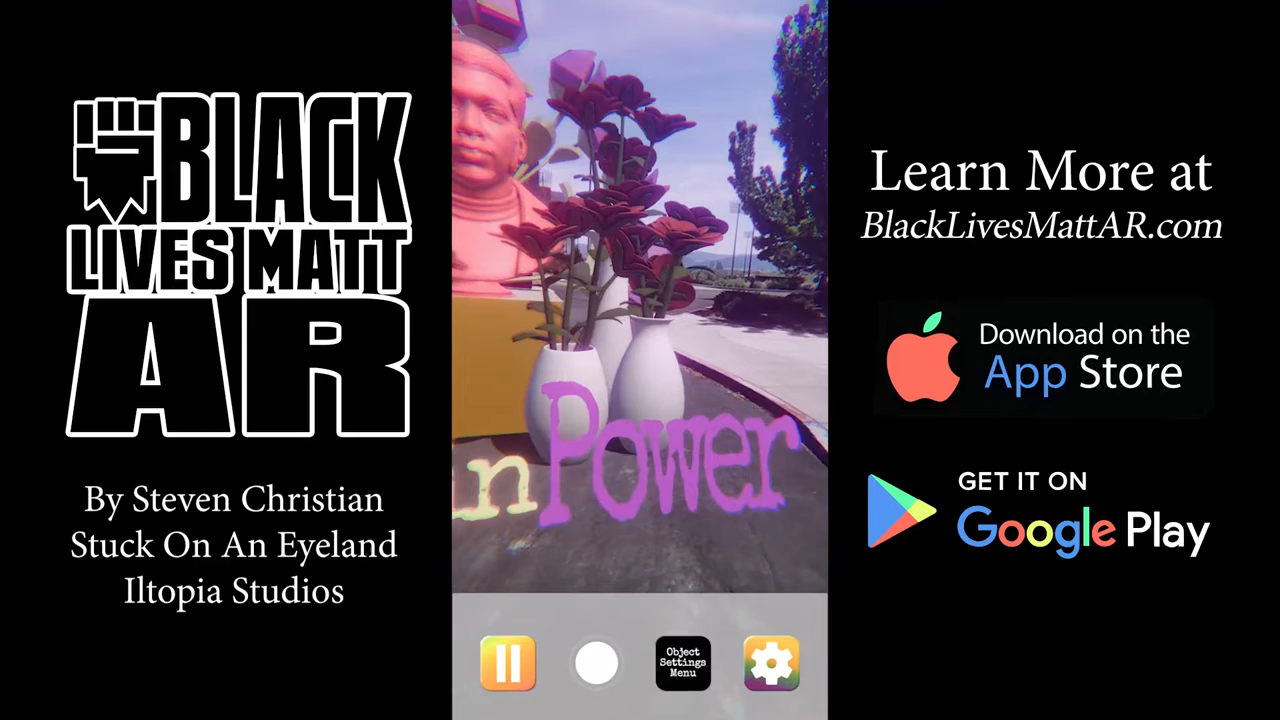 BLACK
LIVES MATT
AR
By Steven Christian
Stuck On An Eyeland
Iltopia Studios
Power
Object
Settings
Menu
Learn More at
BlackLivesMattAR.com
Download on the
App Store
GET IT ON
Google Play